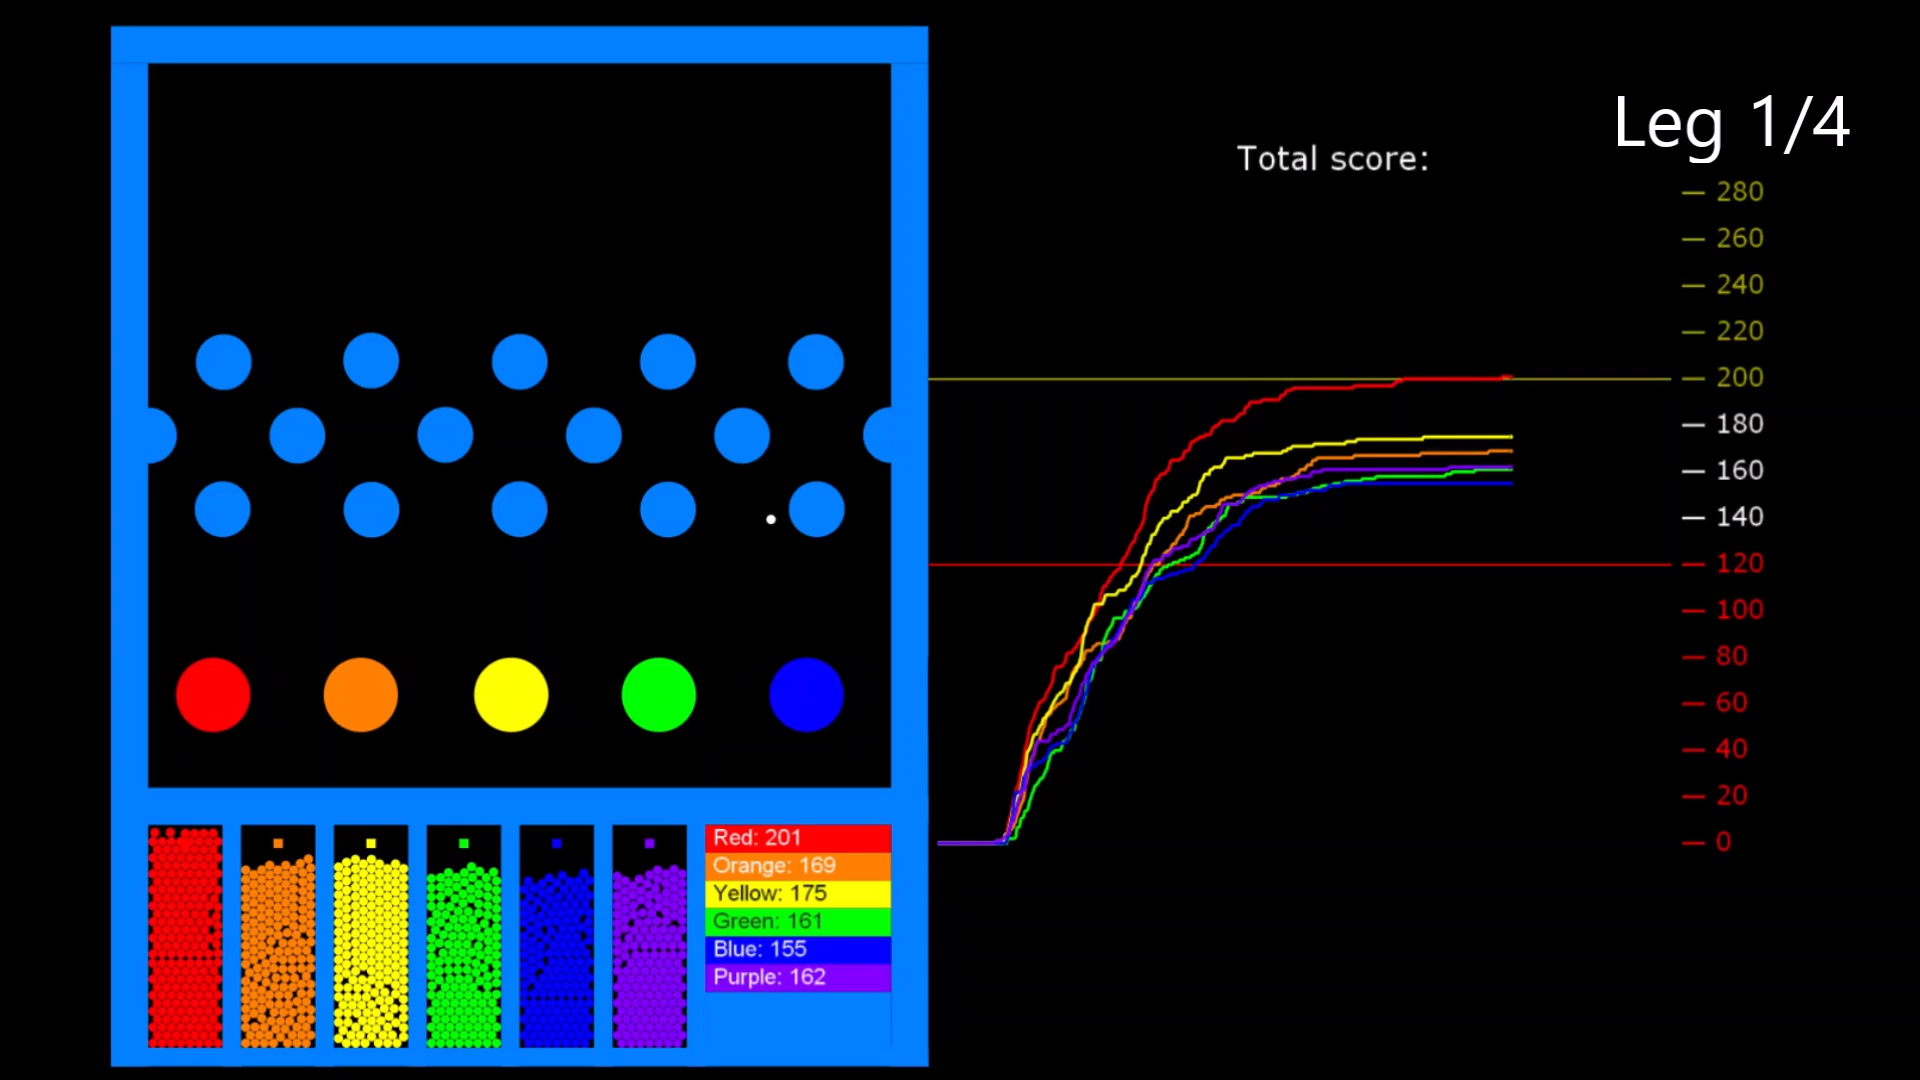 Leg 1/4
Total score:
— 280
— 260
— 240
— 220
— 200
— 180
— 160
— 140
— 120
— 100
— 80
— 60
— 40
— 20
— 0
Red: 201
Orange: 169
Yellow: 175
Green: 161
Blue: 155
Purple: 162